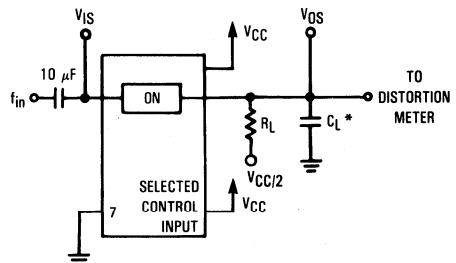 VIS
VCC
VOS
10 µF
fin
ON
TO
DISTORTION
METER
RL
CL*
VCC/2
SELECTED
CONTROL
INPUT
VCC
7